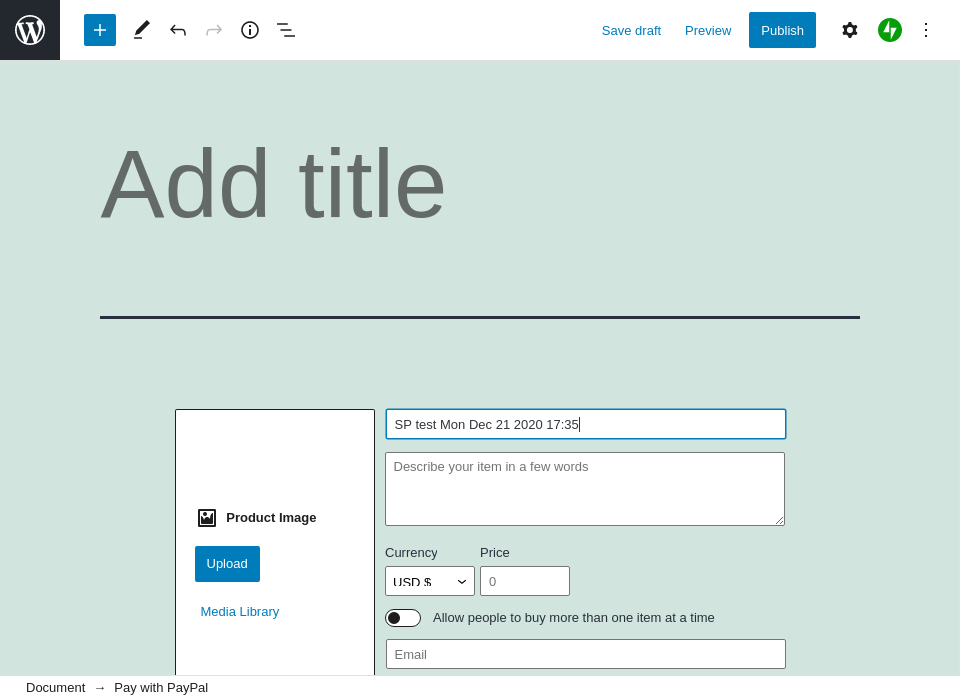 Save draft Preview Publish
Add title
SP test Mon Dec 21 2020 17:35
Describe your item in a few words
Product Image
Upload
Media Library
Currency Price
USD $ 0
Allow people to buy more than one item at a time
Email
Document → Pay with PayPal